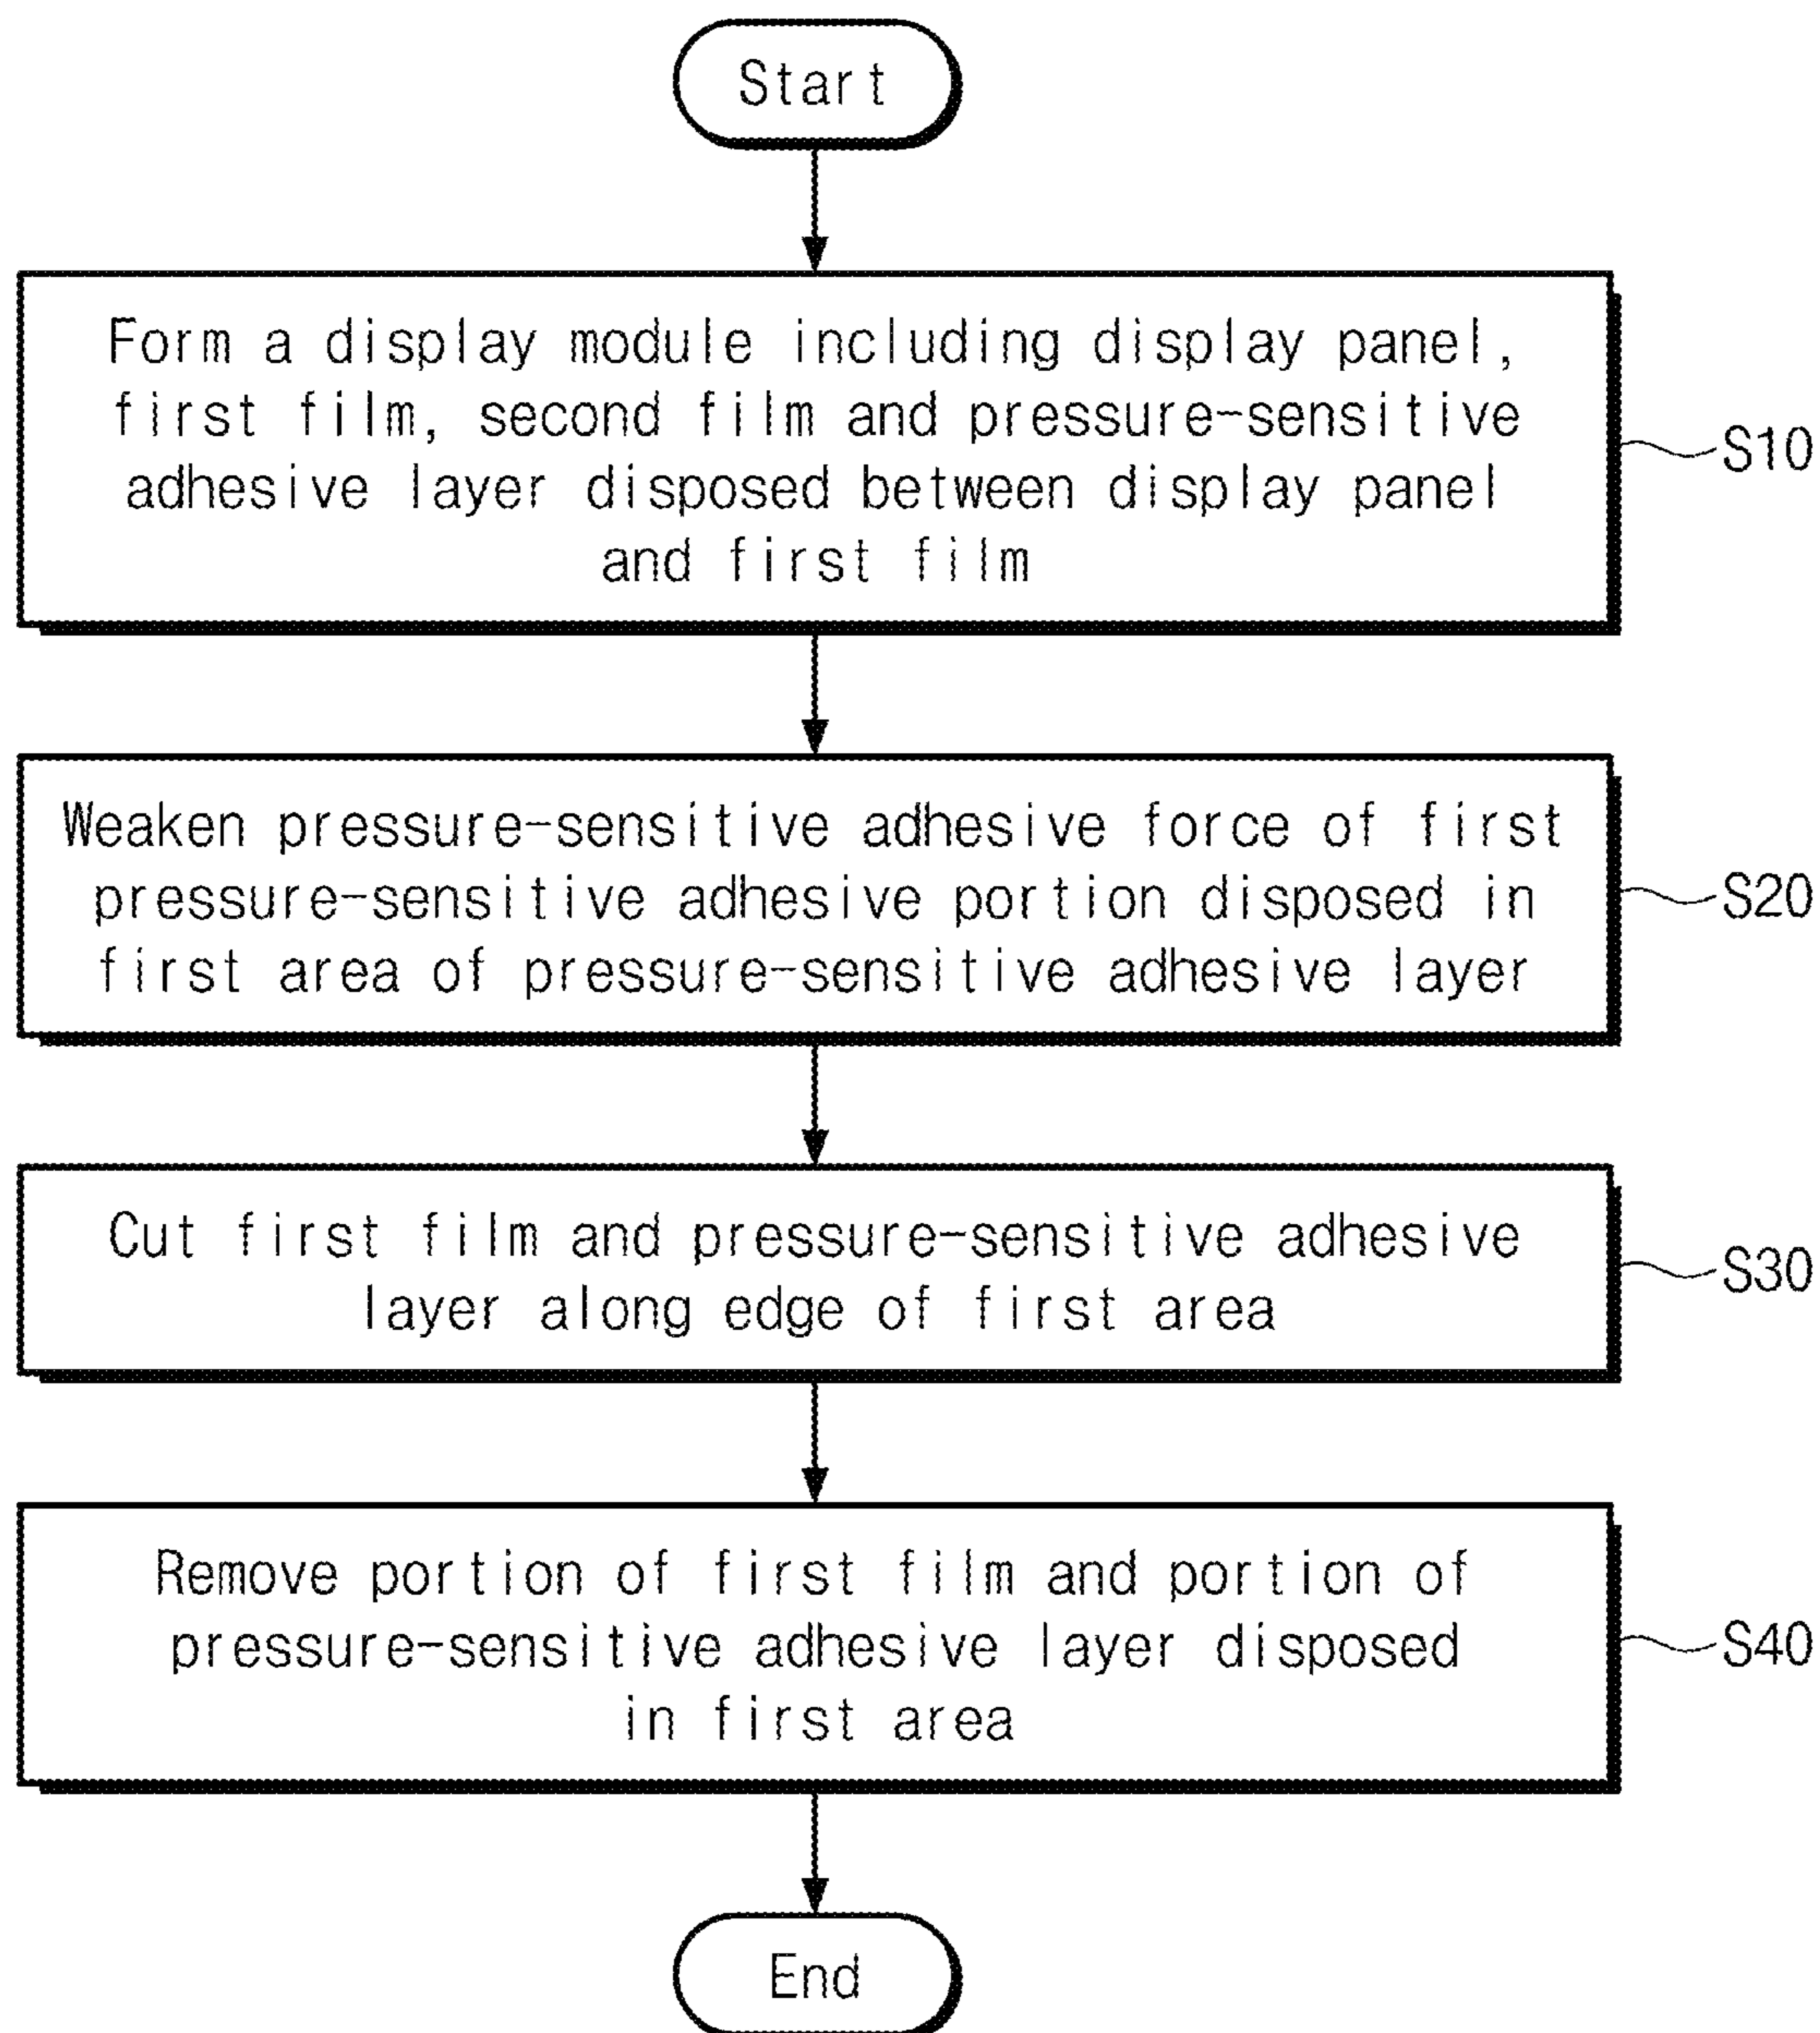 Start
Form a display module including display panel,
first film, second film and pressure-sensitive
adhesive layer disposed between display panel
and first film
S10
Weaken pressure-sensitive adhesive force of first
pressure-sensitive adhesive portion disposed in
first area of pressure-sensitive adhesive layer
S20
Cut first film and pressure-sensitive adhesive
layer along edge of first area
S30
Remove portion of first film and portion of
pressure-sensitive adhesive layer disposed
in first area
S40
End